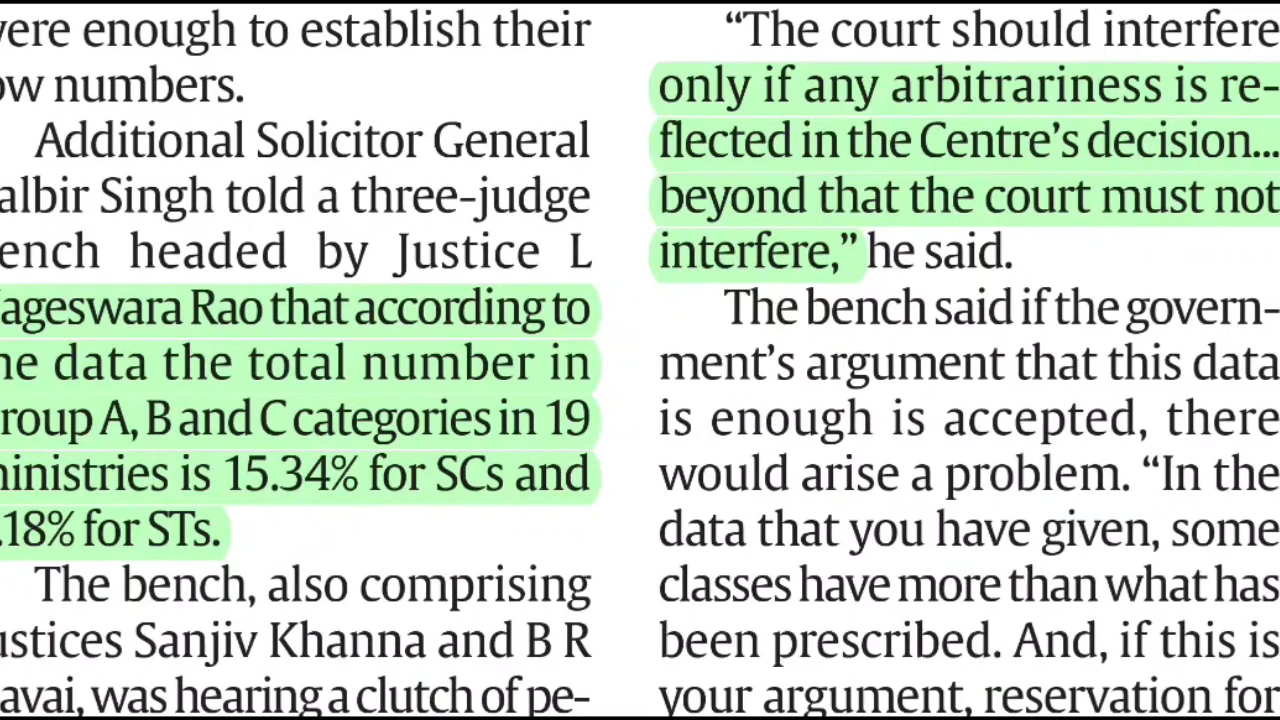 ere enough to establish their
ow numbers.
Additional Solicitor General
albir Singh told a three-judge
ench headed by Justice L
ageswara Rao that according to
he data the total number in
roup A, B and C categories in 19
inistries is 15.34% for SCs and
.18% for STs.
The bench, also comprising
ustices Sanjiv Khanna and B R
avai, was hearing a clutch of pe-
“The court should interfere
only if any arbitrariness is re-
flected in the Centre’s decision...
beyond that the court must not
interfere,” he said.
The bench said if the govern-
ment’s argument that this data
is enough is accepted, there
would arise a problem. “In the
data that you have given, some
classes have more than what has
been prescribed. And, if this is
your argument, reservation for